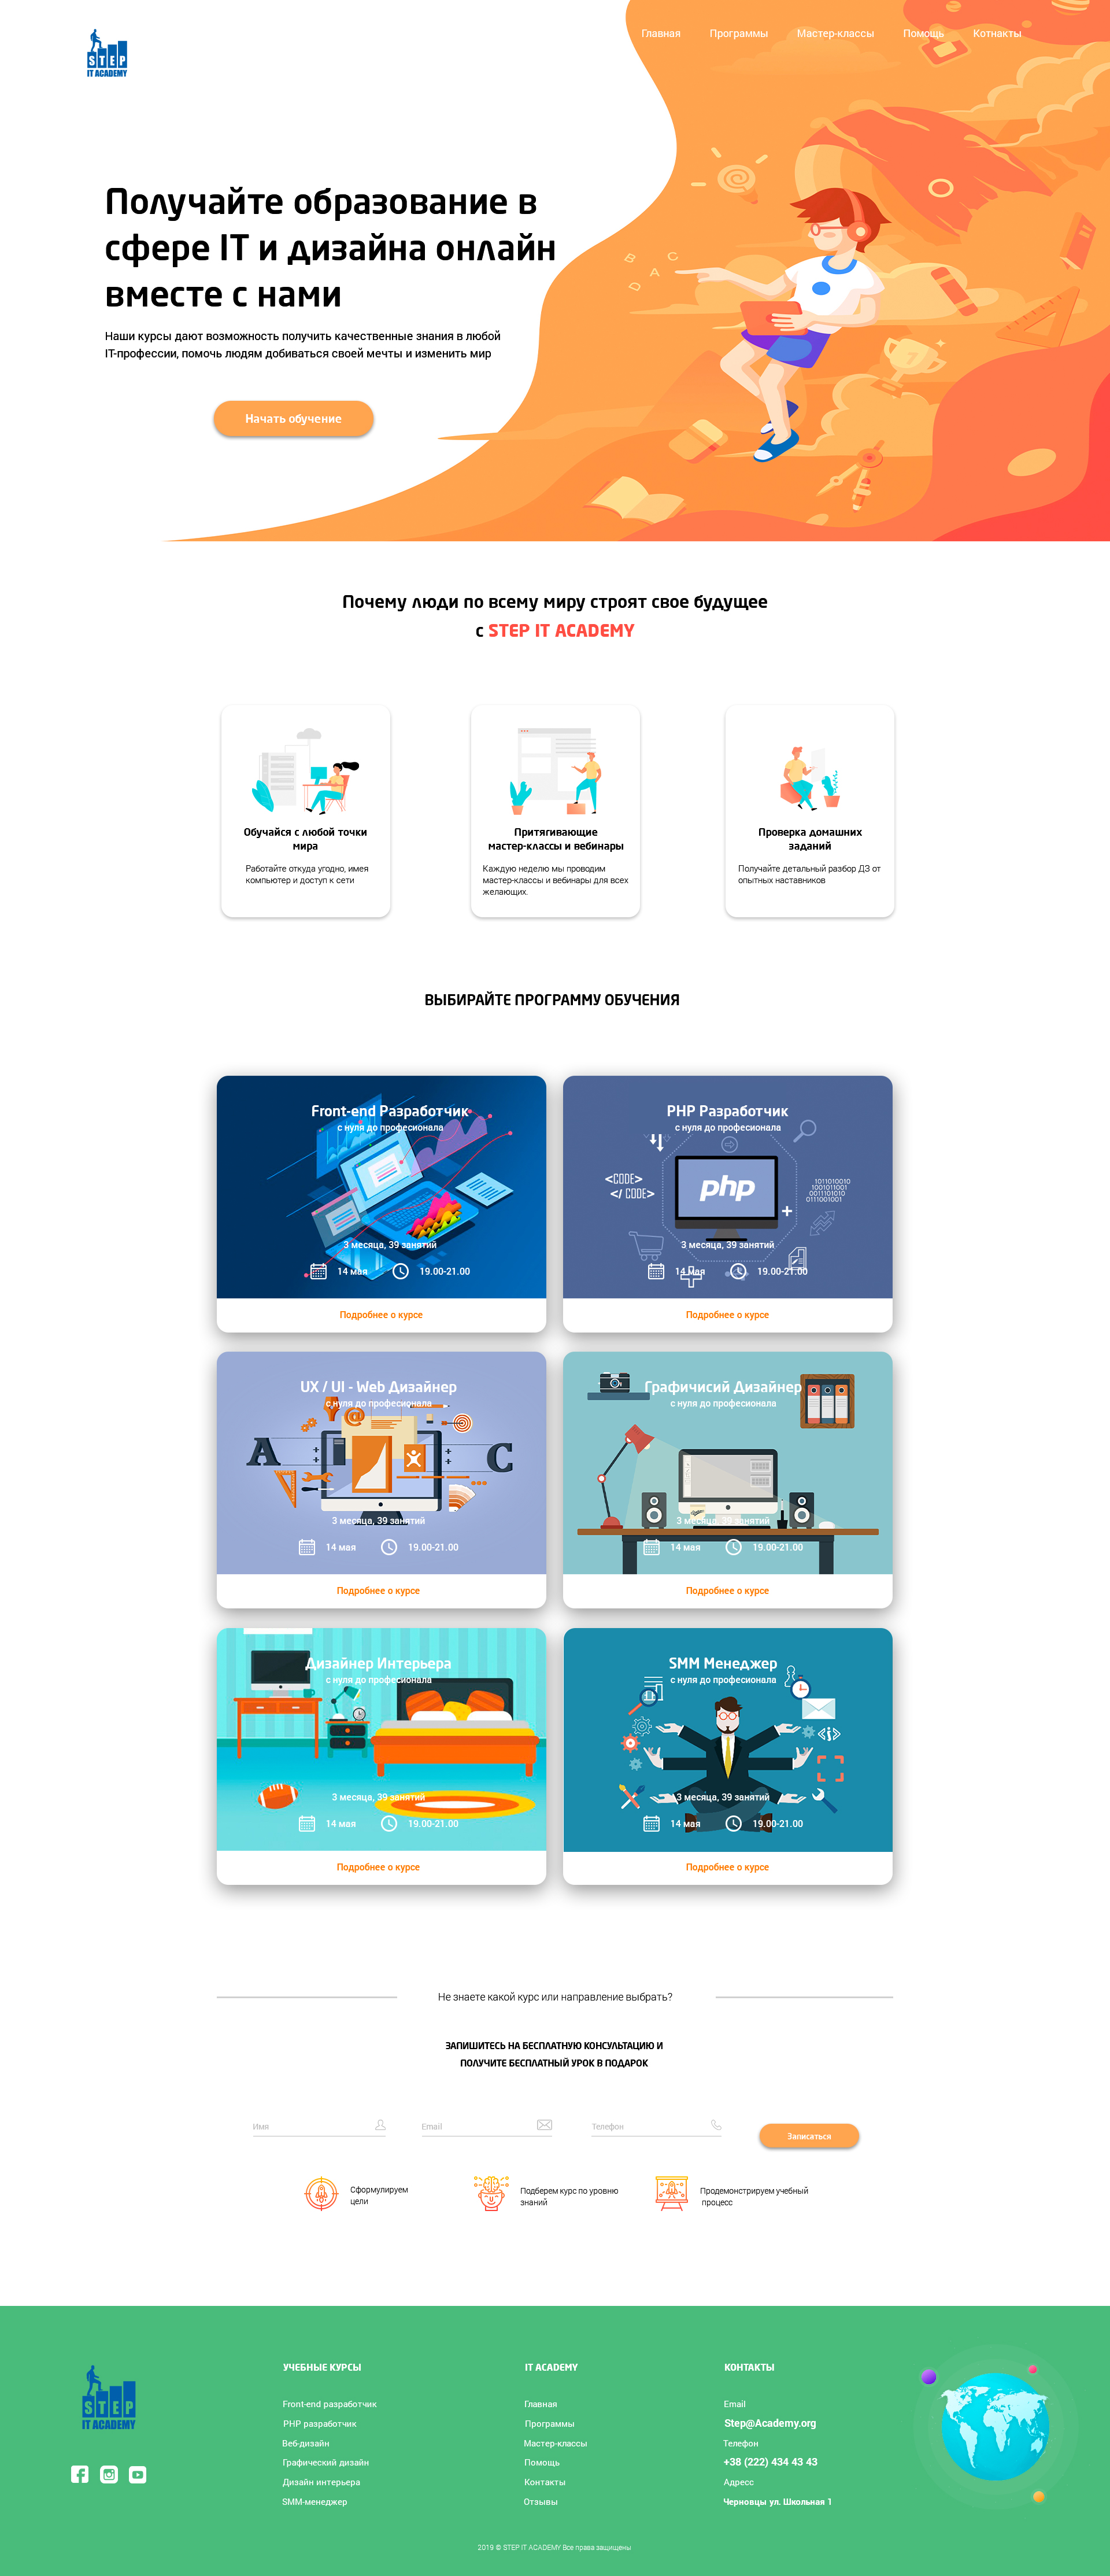 STEP
IT ACADEMY
Главная Программы Мастер-классы Помощь Котнакты
Получайте образование в
сфере IT и дизайна онлайн
вместе с нами
Наши курсы дают возможность получить качественные знания в любой
IT-профессии, помочь людям добиваться своей мечты и изменить мир
Начать обучение
B C
A
D
1
Почему люди по всему миру строят свое будущее
с STEP IT ACADEMY
Обучайся с любой точки
мира
Работайте откуда угодно, имея
компьютер и доступ к сети
Притягивающие
мастер-классы и вебинары
Каждую неделю мы проводим
мастер-классы и вебинары для всех
желающих.
Проверка домашних
заданий
Получайте детальный разбор ДЗ от
опытных наставников
ВЫБИРАЙТЕ ПРОГРАММУ ОБУЧЕНИЯ
Front-end Разработчик
с нуля до професионала
3 месяца, 39 занятий
14 мая 19.00-21.00
Подробнее о курсе
PHP Разработчик
с нуля до професионала
<CODE>
</ CODE>
php
1011010010
1001011001
0011101010
0111001001
3 месяца, 39 занятий
14 мая 19.00-21.00
Подробнее о курсе
UX / UI - Web Дизайнер
с нуля до професионала
@
A C
3 месяца, 39 занятий
14 мая 19.00-21.00
Подробнее о курсе
Графичисий Дизайнер
с нуля до професионала
3 месяца, 39 занятий
14 мая 19.00-21.00
Подробнее о курсе
Дизайнер Интерьера
с нуля до професионала
3 месяца, 39 занятий
14 мая 19.00-21.00
Подробнее о курсе
SMM Менеджер
с нуля до професионала
3 месяца, 39 занятий
14 мая 19.00-21.00
Подробнее о курсе
Не знаете какой курс или направление выбрать?
ЗАПИШИТЕСЬ НА БЕСПЛАТНУЮ КОНСУЛЬТАЦИЮ И
ПОЛУЧИТЕ БЕСПЛАТНЫЙ УРОК В ПОДАРОК
Имя Email Телефон Записаться
Сформулируем
цели
Подберем курс по уровню
знаний
Продемонстрируем учебный
процесс
STEP
IT ACADEMY
УЧЕБНЫЕ КУРСЫ
Front-end разработчик
PHP разработчик
Веб-дизайн
Графический дизайн
Дизайн интерьера
SMM-менеджер
IT ACADEMY
Главная
Программы
Мастер-классы
Помощь
Контакты
Отзывы
КОНТАКТЫ
Email
Step@Academy.org
Телефон
+38 (222) 434 43 43
Адресс
Черновцы ул. Школьная 1
2019 © STEP IT ACADEMY Все права защищены